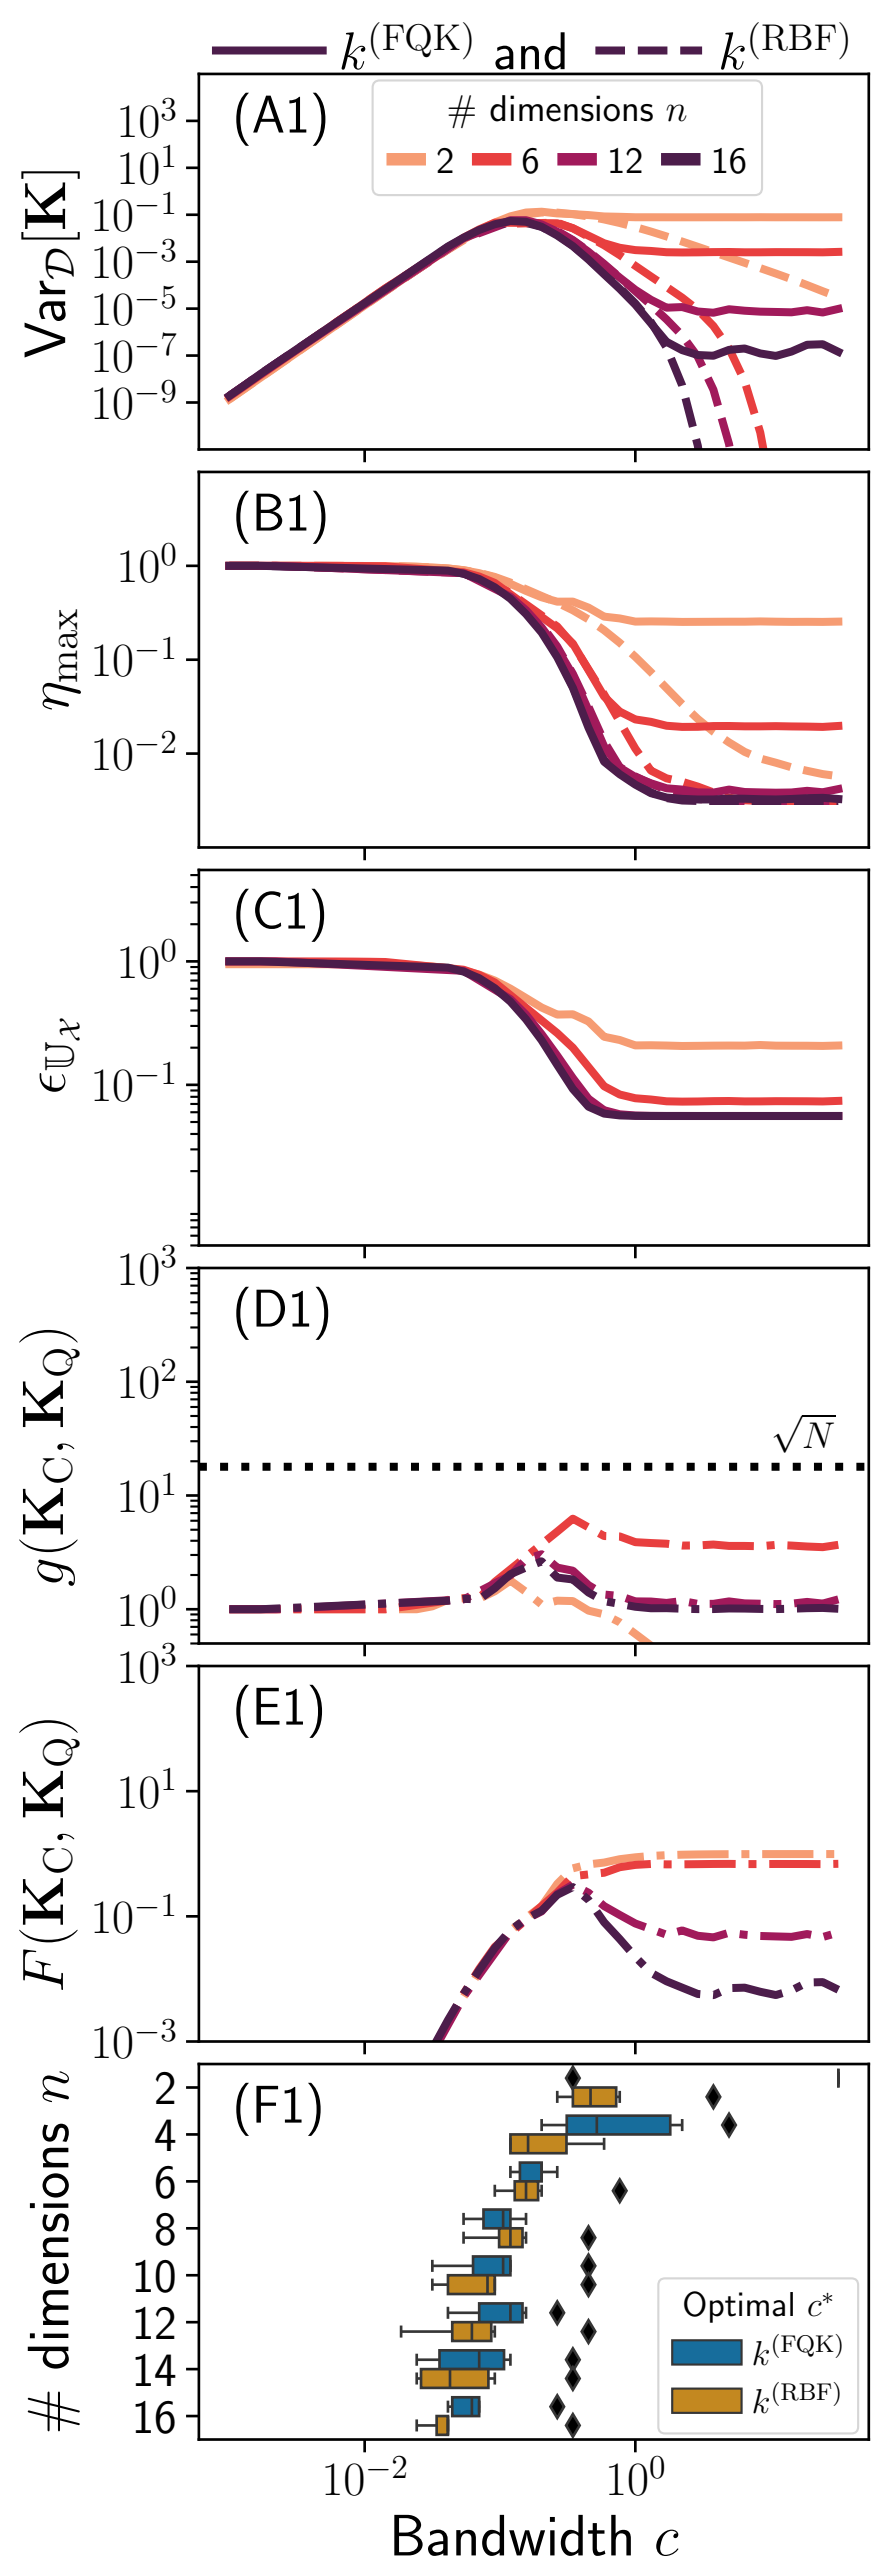 k^(FQK) and k^(RBF)
(A1)
# dimensions n
2 6 12 16
Var_𝒟[K]
10^3
10^1
10^−1
10^−3
10^−5
10^−7
10^−9
(B1)
η_max
10^0
10^−1
10^−2
(C1)
ϵ_𝕌_𝒳
10^0
10^−1
(D1)
g(K_C, K_Q)
10^3
10^2
10^1
10^0
√N
(E1)
F(K_C, K_Q)
10^3
10^1
10^−1
10^−3
(F1)
# dimensions n
2
4
6
8
10
12
14
16
Optimal c*
k^(FQK)
k^(RBF)
10^−2 10^0
Bandwidth c